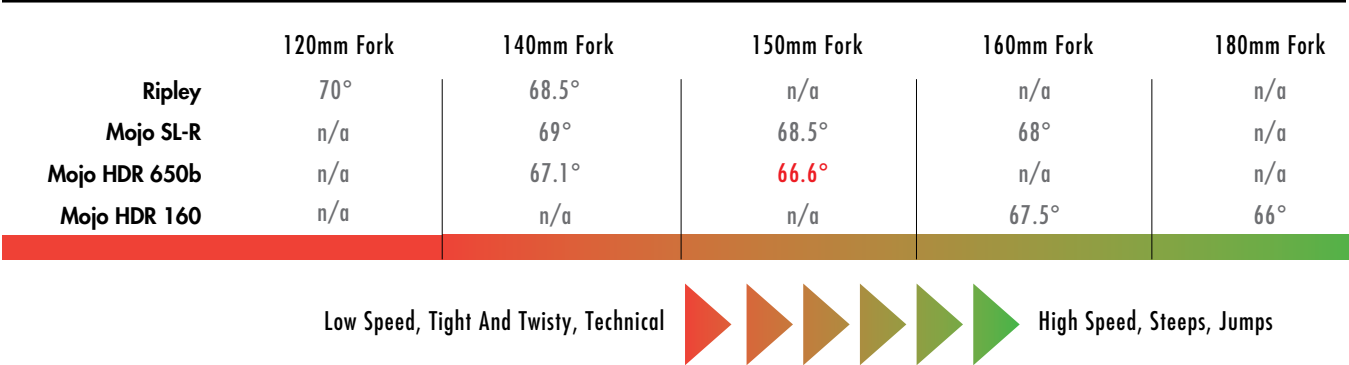 120mm Fork 140mm Fork 150mm Fork 160mm Fork 180mm Fork
Ripley 70° 68.5° n/a n/a n/a
Mojo SL-R n/a 69° 68.5° 68° n/a
Mojo HDR 650b n/a 67.1° 66.6° n/a n/a
Mojo HDR 160 n/a n/a n/a 67.5° 66°
Low Speed, Tight And Twisty, Technical High Speed, Steeps, Jumps